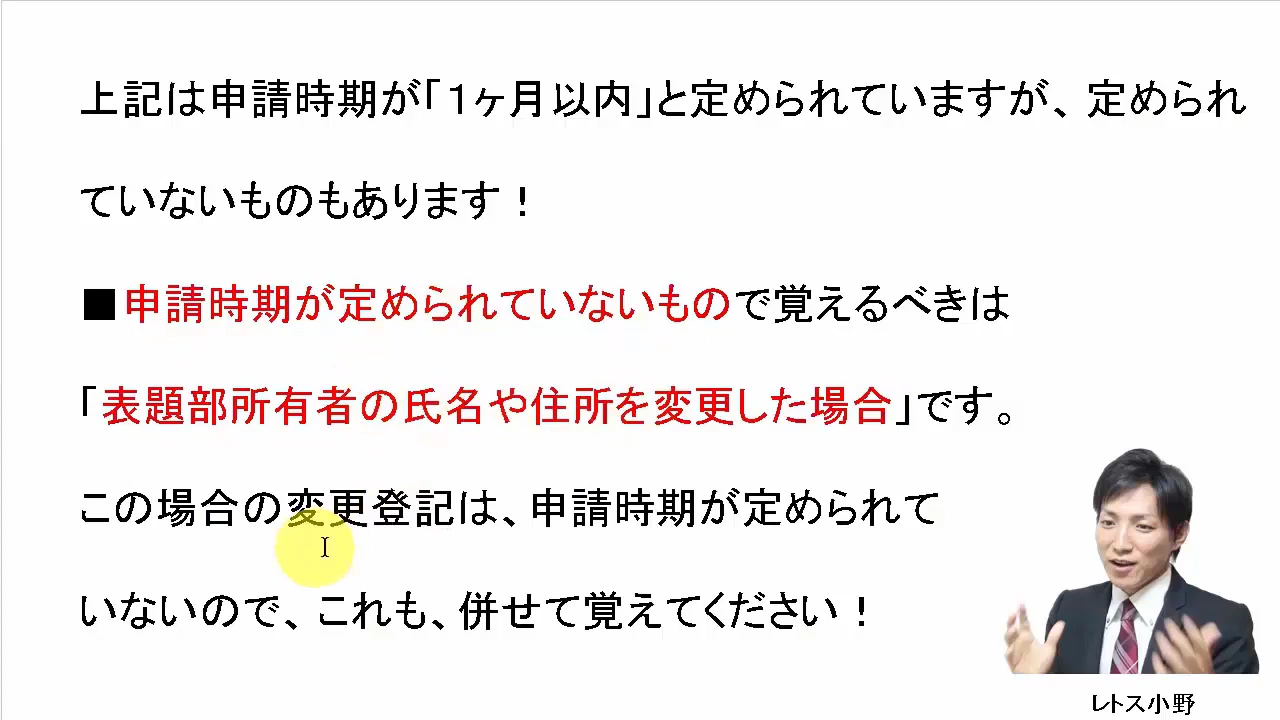 上記は申請時期が「１ヶ月以内」と定められていますが、定められ
ていないものもあります！
■申請時期が定められていないもので覚えるべきは
「表題部所有者の氏名や住所を変更した場合」です。
この場合の変更登記は、申請時期が定められて
いないので、これも、併せて覚えてください！
レトス小野